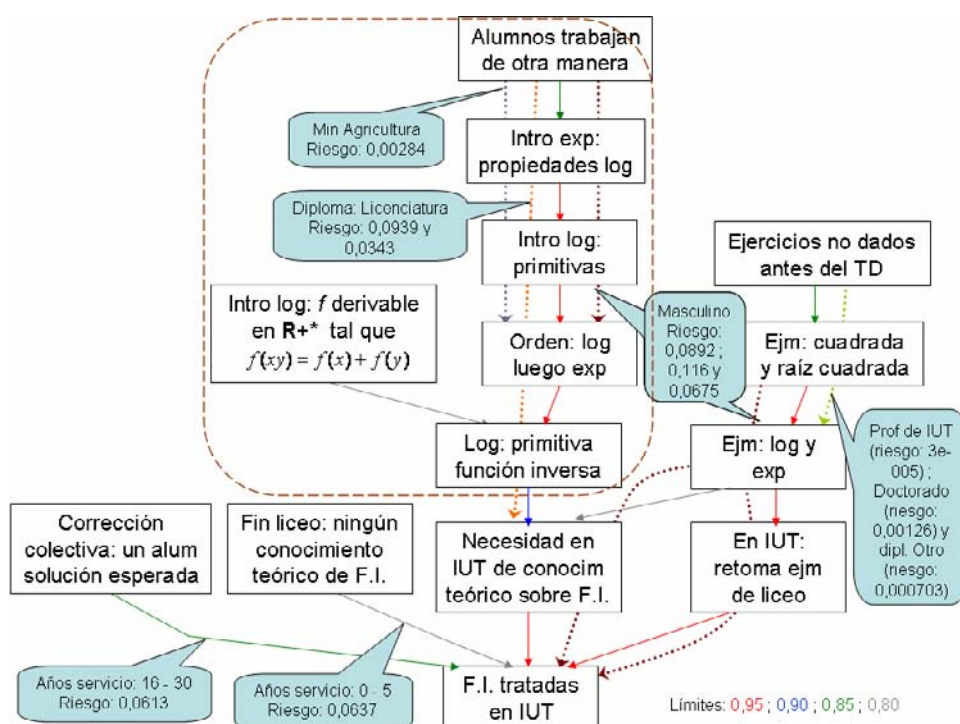 Alumnos trabajan
de otra manera
Min Agricultura
Riesgo: 0,00284
Intro exp:
propiedades log
Diploma: Licenciatura
Riesgo: 0,0939 y
0,0343
Intro log:
primitivas
Ejercicios no dados
antes del TD
Intro log: f derivable
en R+* tal que
f(xy) = f(x) + f(y)
Orden: log
luego exp
Masculino
Riesgo:
0,0892 ;
0,116 y
0,0675
Ejm: cuadrada
y raíz cuadrada
Log: primitiva
función inversa
Ejm: log y
exp
Prof de IUT
(riesgo: 3e-
005) ;
Doctorado
(riesgo:
0,00126) y
dipl. Otro
(riesgo:
0,000703)
Corrección
colectiva: un alum
solución esperada
Fin liceo: ningún
conocimiento
teórico de F.I.
Necesidad en
IUT de conocim
teórico sobre F.I.
En IUT:
retoma ejm
de liceo
Años servicio: 16 - 30
Riesgo: 0,0613
Años servicio: 0 - 5
Riesgo: 0,0637
F.I. tratadas
en IUT
Límites: 0,95 ; 0,90 ; 0,85 ; 0,80